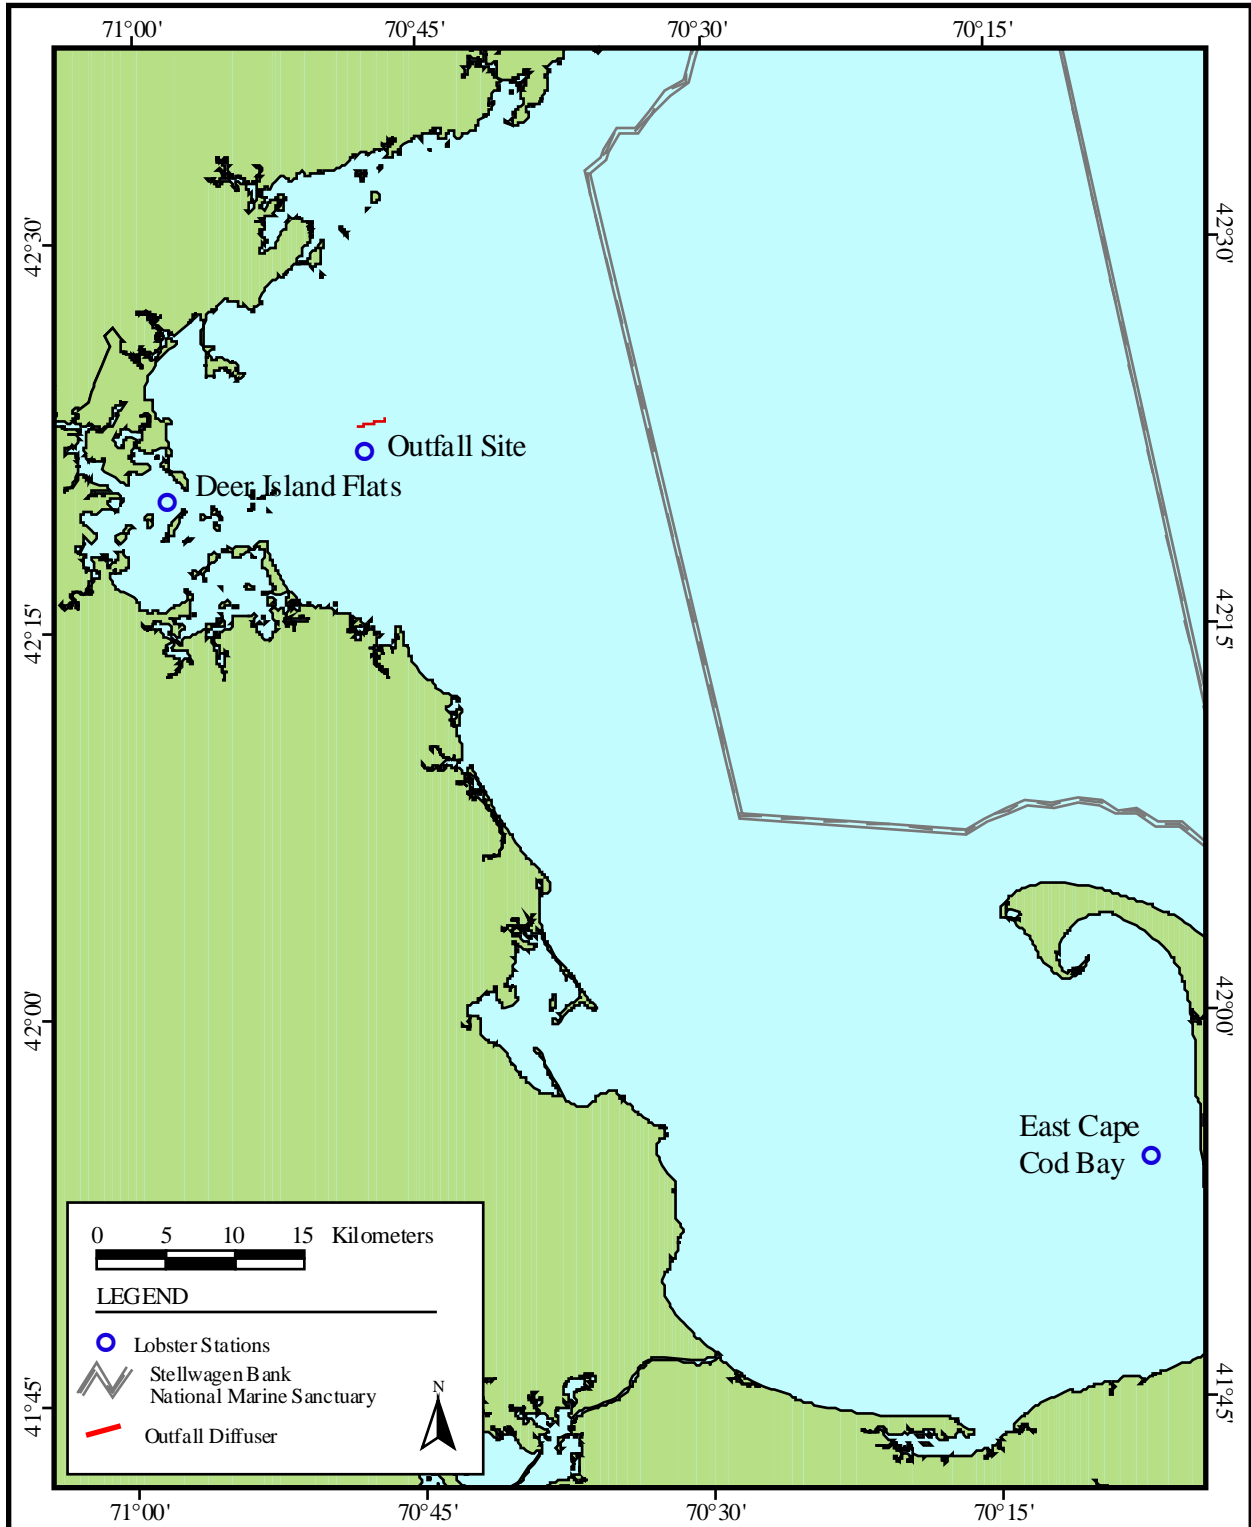 71°00'
70°45'
70°30'
70°15'
42°30'
42°30'
Outfall Site
Deer Island Flats
42°15'
42°15'
42°00'
42°00'
East Cape
Cod Bay
0 5 10 15 Kilometers
LEGEND
Lobster Stations
Stellwagen Bank
National Marine Sanctuary
Outfall Diffuser
N
41°45'
41°45'
71°00'
70°45'
70°30'
70°15'